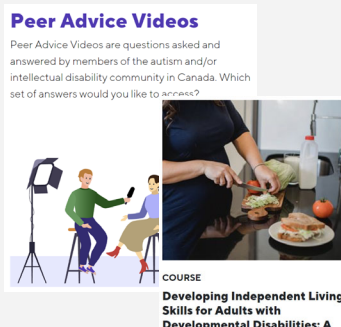 Peer Advice Videos
Peer Advice Videos are questions asked and
answered by members of the autism and/or
intellectual disability community in Canada. Which
set of answers would you like to access?
COURSE
Developing Independent Living
Skills for Adults with
Developmental Disabilities: A